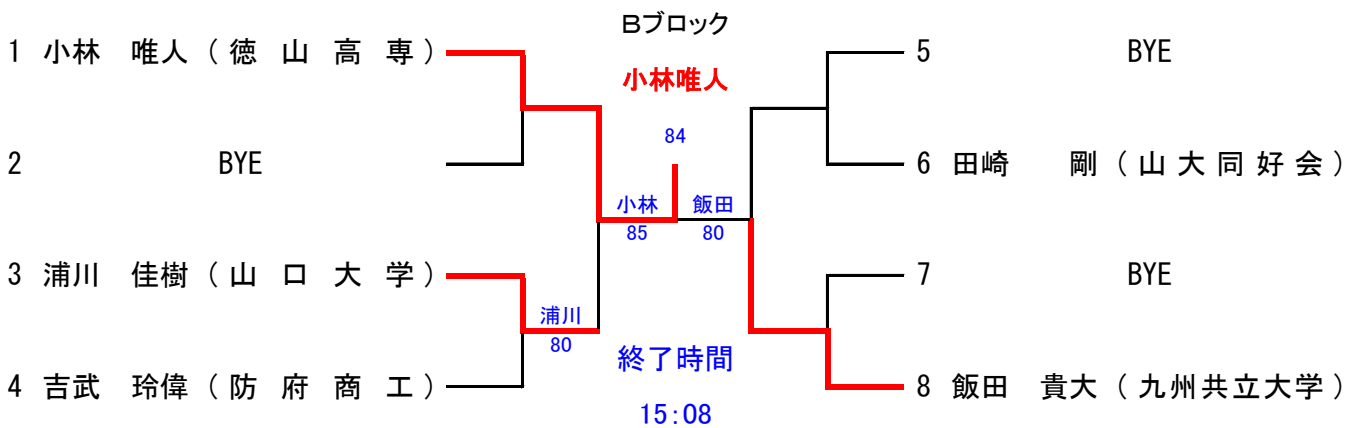 Bブロック
小林唯人
84
1 小林 唯人 ( 徳 山 高 専 )
2 BYE
3 浦川 佳樹 ( 山 口 大 学 )
4 吉武 玲偉 ( 防 府 商 工 )
浦川
80
小林
85
飯田
80
5 BYE
6 田崎 剛 ( 山 大 同 好 会 )
7 BYE
8 飯田 貴大 ( 九州共立大学 )
終了時間
15:08